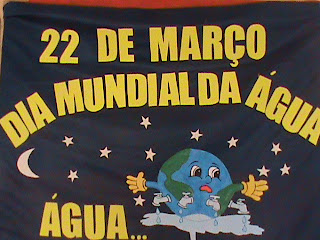 22 DE MARÇO
DIA MUNDIAL DA ÁGUA
ÁGUA...